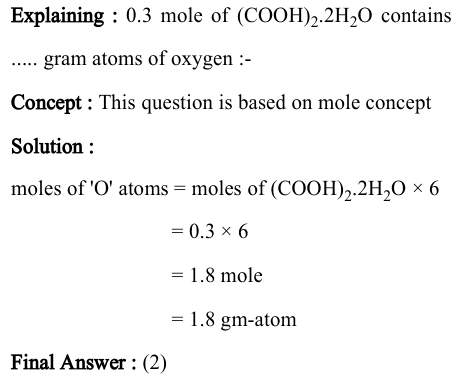 Explaining : 0.3 mole of (COOH)₂.2H₂O contains
..... gram atoms of oxygen :-
Concept : This question is based on mole concept
Solution :
moles of 'O' atoms = moles of (COOH)₂.2H₂O × 6
= 0.3 × 6
= 1.8 mole
= 1.8 gm-atom
Final Answer : (2)